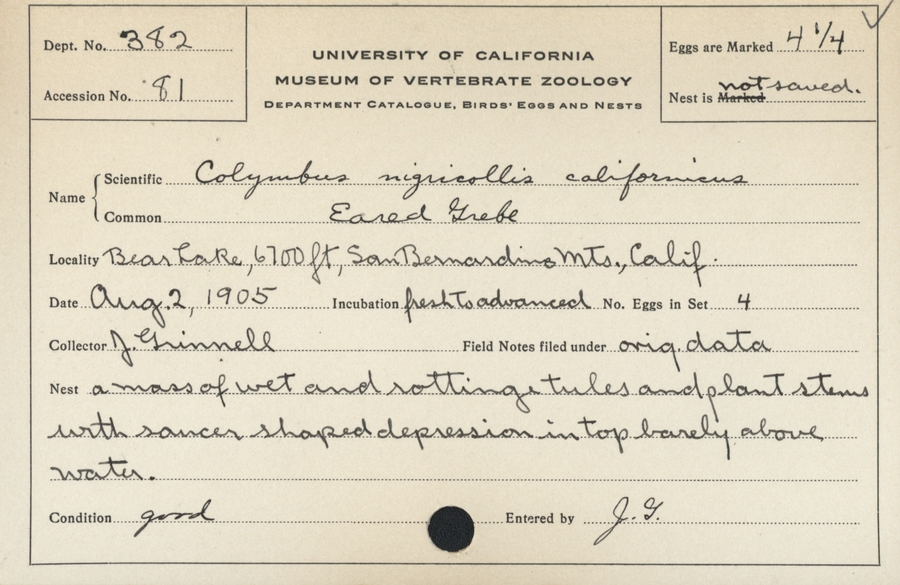 Dept. No. 382
Accession No. 81
UNIVERSITY OF CALIFORNIA
MUSEUM OF VERTEBRATE ZOOLOGY
DEPARTMENT CATALOGUE, BIRDS' EGGS AND NESTS
Eggs are Marked 4 1/4
Nest is Marked not saved.
Name
Scientific Colymbus nigricollis californicus
Common Eared Grebe
Locality Bear Lake, 6700 ft, San Bernardino Mts., Calif.
Date Aug. 2, 1905 Incubation fresh to advanced No. Eggs in Set 4
Collector J. Grinnell Field Notes filed under orig. data
Nest a mass of wet and rotting tules and plant stems
with saucer shaped depression in top barely above
water.
Condition good Entered by J. G.